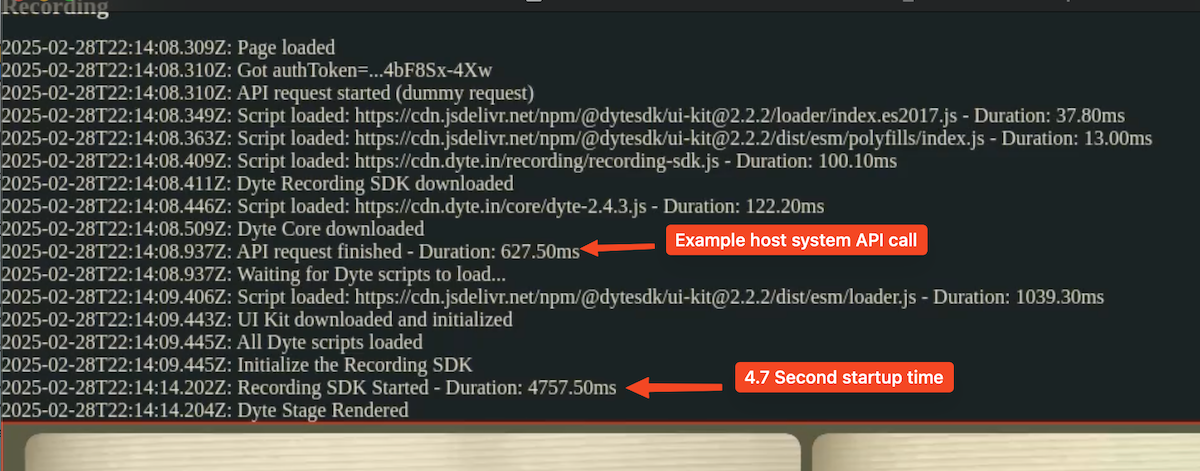 Recording
2025-02-28T22:14:08.309Z: Page loaded
2025-02-28T22:14:08.310Z: Got authToken=...4bF8Sx-4Xw
2025-02-28T22:14:08.310Z: API request started (dummy request)
2025-02-28T22:14:08.349Z: Script loaded: https://cdn.jsdelivr.net/npm/@dytesdk/ui-kit@2.2.2/loader/index.es2017.js - Duration: 37.80ms
2025-02-28T22:14:08.363Z: Script loaded: https://cdn.jsdelivr.net/npm/@dytesdk/ui-kit@2.2.2/dist/esm/polyfills/index.js - Duration: 13.00ms
2025-02-28T22:14:08.409Z: Script loaded: https://cdn.dyte.in/recording/recording-sdk.js - Duration: 100.10ms
2025-02-28T22:14:08.411Z: Dyte Recording SDK downloaded
2025-02-28T22:14:08.446Z: Script loaded: https://cdn.dyte.in/core/dyte-2.4.3.js - Duration: 122.20ms
2025-02-28T22:14:08.509Z: Dyte Core downloaded
2025-02-28T22:14:08.937Z: API request finished - Duration: 627.50ms
Example host system API call
2025-02-28T22:14:08.937Z: Waiting for Dyte scripts to load...
2025-02-28T22:14:09.406Z: Script loaded: https://cdn.jsdelivr.net/npm/@dytesdk/ui-kit@2.2.2/dist/esm/loader.js - Duration: 1039.30ms
2025-02-28T22:14:09.443Z: UI Kit downloaded and initialized
2025-02-28T22:14:09.445Z: All Dyte scripts loaded
2025-02-28T22:14:09.445Z: Initialize the Recording SDK
2025-02-28T22:14:14.202Z: Recording SDK Started - Duration: 4757.50ms
4.7 Second startup time
2025-02-28T22:14:14.204Z: Dyte Stage Rendered